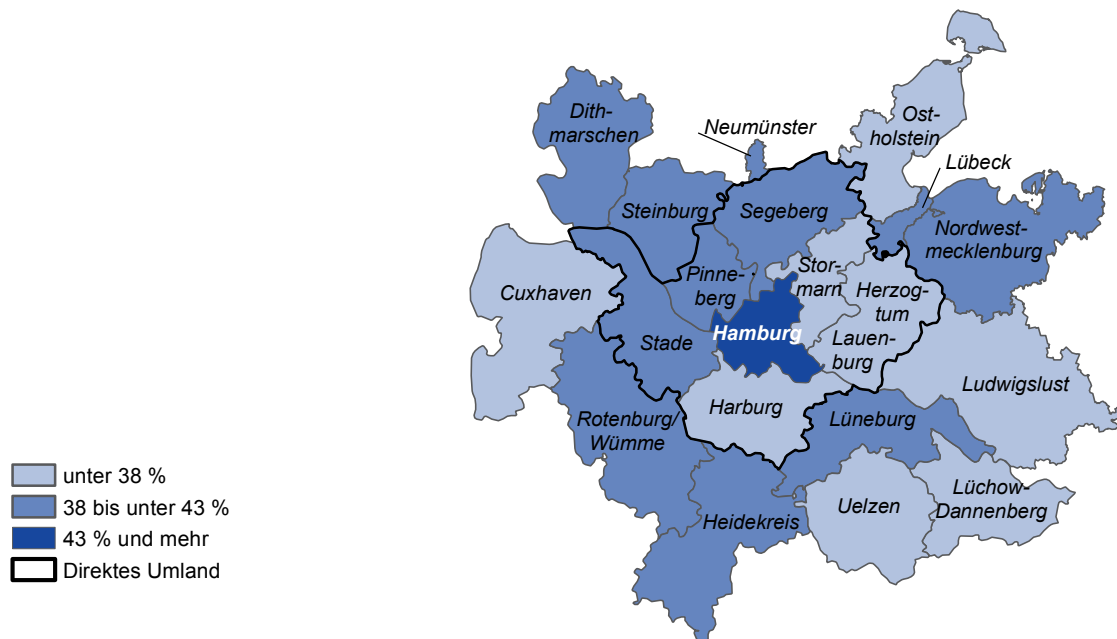 Dith-
marschen
Neumünster
Ost-
holstein
Lübeck
Steinburg
Segeberg
Nordwest-
mecklenburg
Pinne-
berg
Stor-
marn
Cuxhaven
Herzog-
tum
Lauen-
burg
Hamburg
Stade
Ludwigslust
Harburg
Rotenburg/
Wümme
Lüneburg
unter 38 %
38 bis unter 43 %
43 % und mehr
Direktes Umland
Heidekreis
Uelzen
Lüchow-
Dannenberg